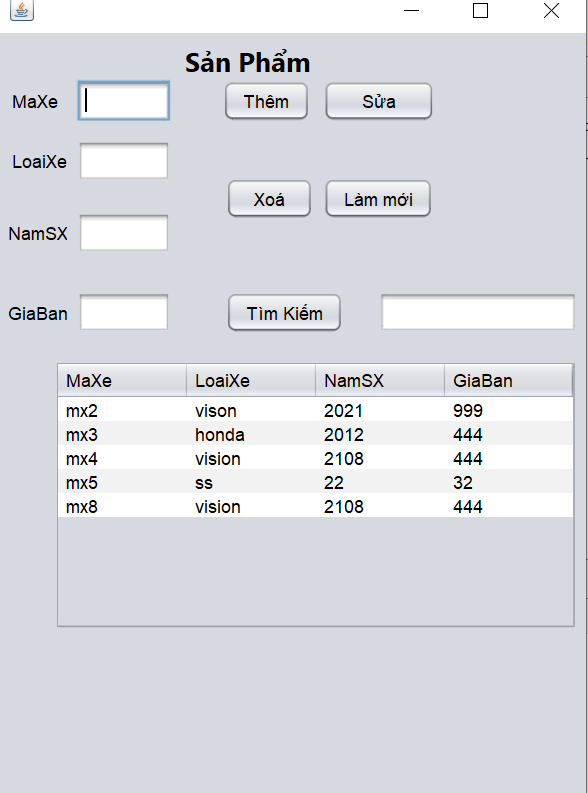 Sản Phẩm
MaXe Thêm Sửa
LoaiXe
Xoá Làm mới
NamSX
GiaBan Tìm Kiếm
MaXe LoaiXe NamSX GiaBan
mx2 vison 2021 999
mx3 honda 2012 444
mx4 vision 2108 444
mx5 ss 22 32
mx8 vision 2108 444